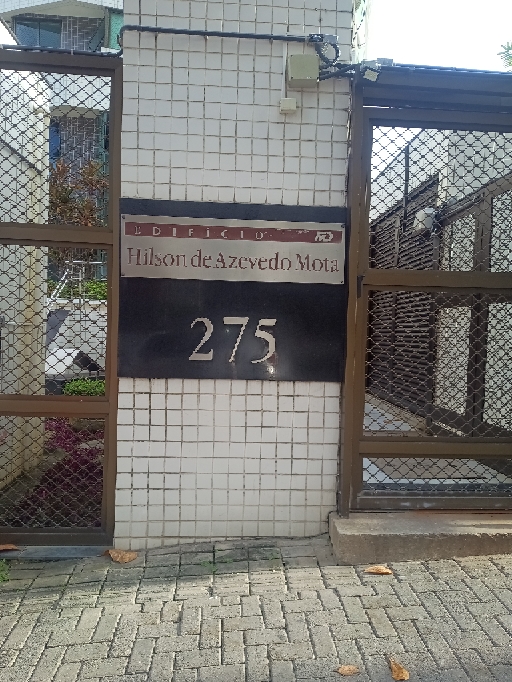 EDIFÍCIO
Hilson de Azevedo Mota
275